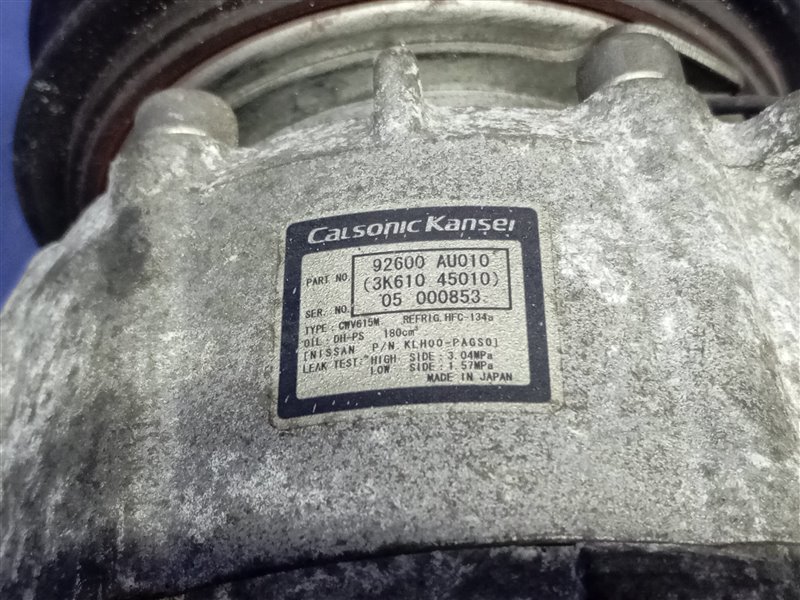 CALSONIC KANSEI
PART NO. 92600 AU010
(3K610 45010)
SER. NO. 05 000853
TYPE : CWV615M REFRIG. HFC-134a
OIL : DH-PS 180cm³
[NISSAN P/N KLH00-PAGS0]
LEAK TEST: HIGH SIDE : 3.04MPa
LOW SIDE : 1.57MPa
MADE IN JAPAN